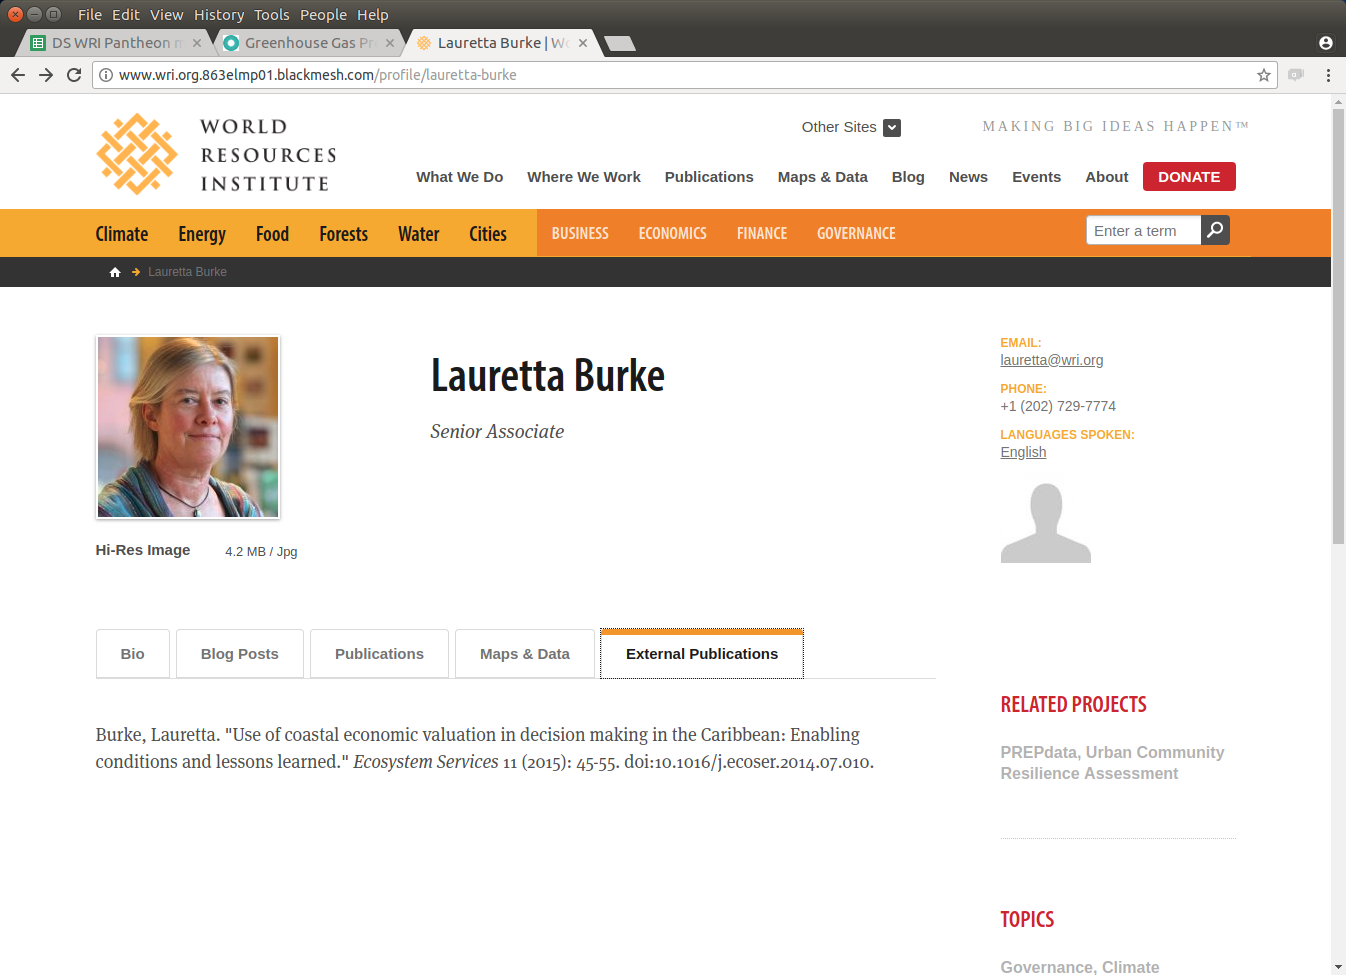 File Edit View History Tools People Help
DS WRI Pantheon
Greenhouse Gas
Lauretta Burke |
www.wri.org.863elmp01.blackmesh.com/profile/lauretta-burke
WORLD
RESOURCES
INSTITUTE
Other Sites
MAKING BIG IDEAS HAPPEN™
What We Do Where We Work Publications Maps & Data Blog News Events About DONATE
Climate Energy Food Forests Water Cities BUSINESS ECONOMICS FINANCE GOVERNANCE Enter a term
Lauretta Burke
Lauretta Burke
Senior Associate
Hi-Res Image 4.2 MB / Jpg
EMAIL:
lauretta@wri.org
PHONE:
+1 (202) 729-7774
LANGUAGES SPOKEN:
English
Bio Blog Posts Publications Maps & Data External Publications
Burke, Lauretta. "Use of coastal economic valuation in decision making in the Caribbean: Enabling
conditions and lessons learned." Ecosystem Services 11 (2015): 45-55. doi:10.1016/j.ecoser.2014.07.010.
RELATED PROJECTS
PREPdata, Urban Community
Resilience Assessment
TOPICS
Governance, Climate